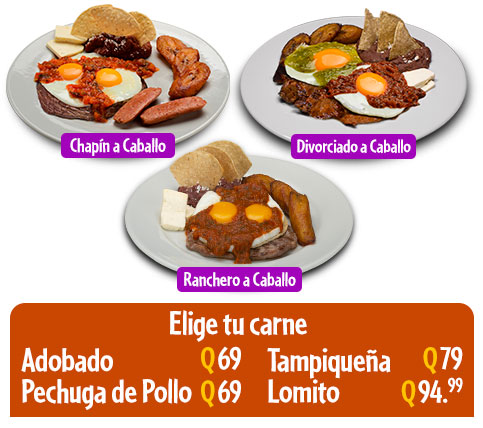 Chapín a Caballo
Divorciado a Caballo
Ranchero a Caballo
Elige tu carne
Adobado Q69 Tampiqueña Q79
Pechuga de Pollo Q69 Lomito Q94.99